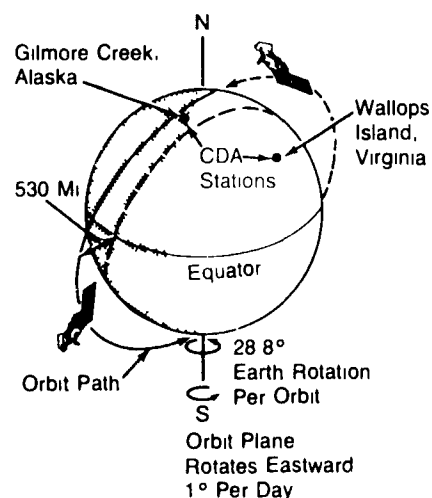 N
Gilmore Creek,
Alaska
Wallops
Island,
Virginia
CDA
Stations
530 Mi
Equator
Orbit Path
28 8°
Earth Rotation
Per Orbit
S
Orbit Plane
Rotates Eastward
1° Per Day